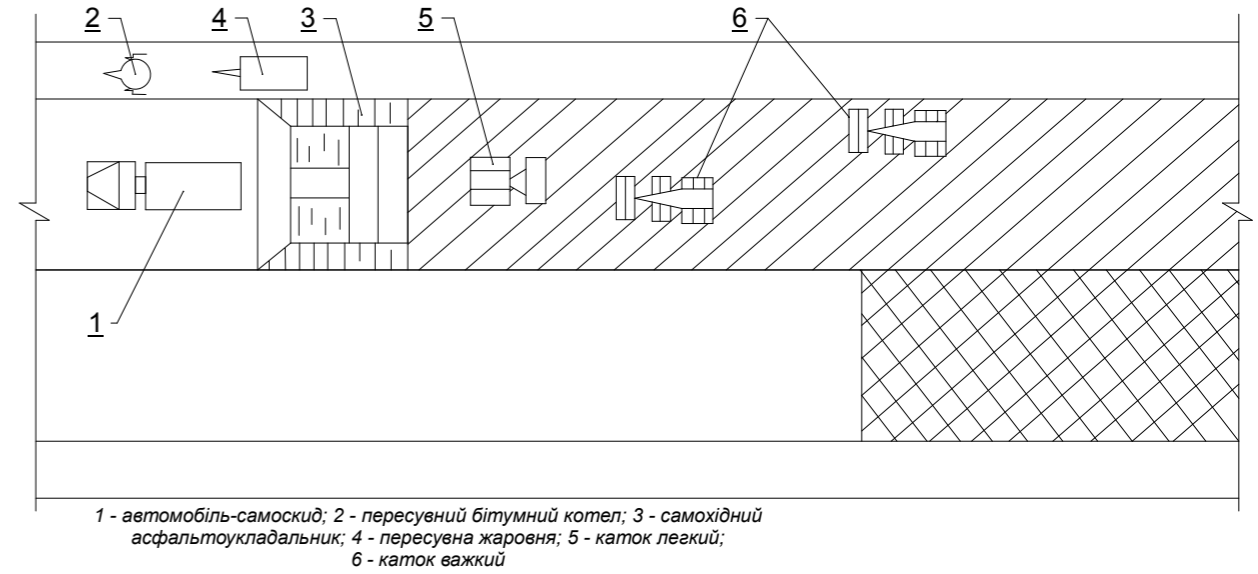 2 4 3 5 6
1
1 - автомобіль-самоскид; 2 - пересувний бітумний котел; 3 - самохідний
асфальтоукладальник; 4 - пересувна жаровня; 5 - каток легкий;
6 - каток важкий